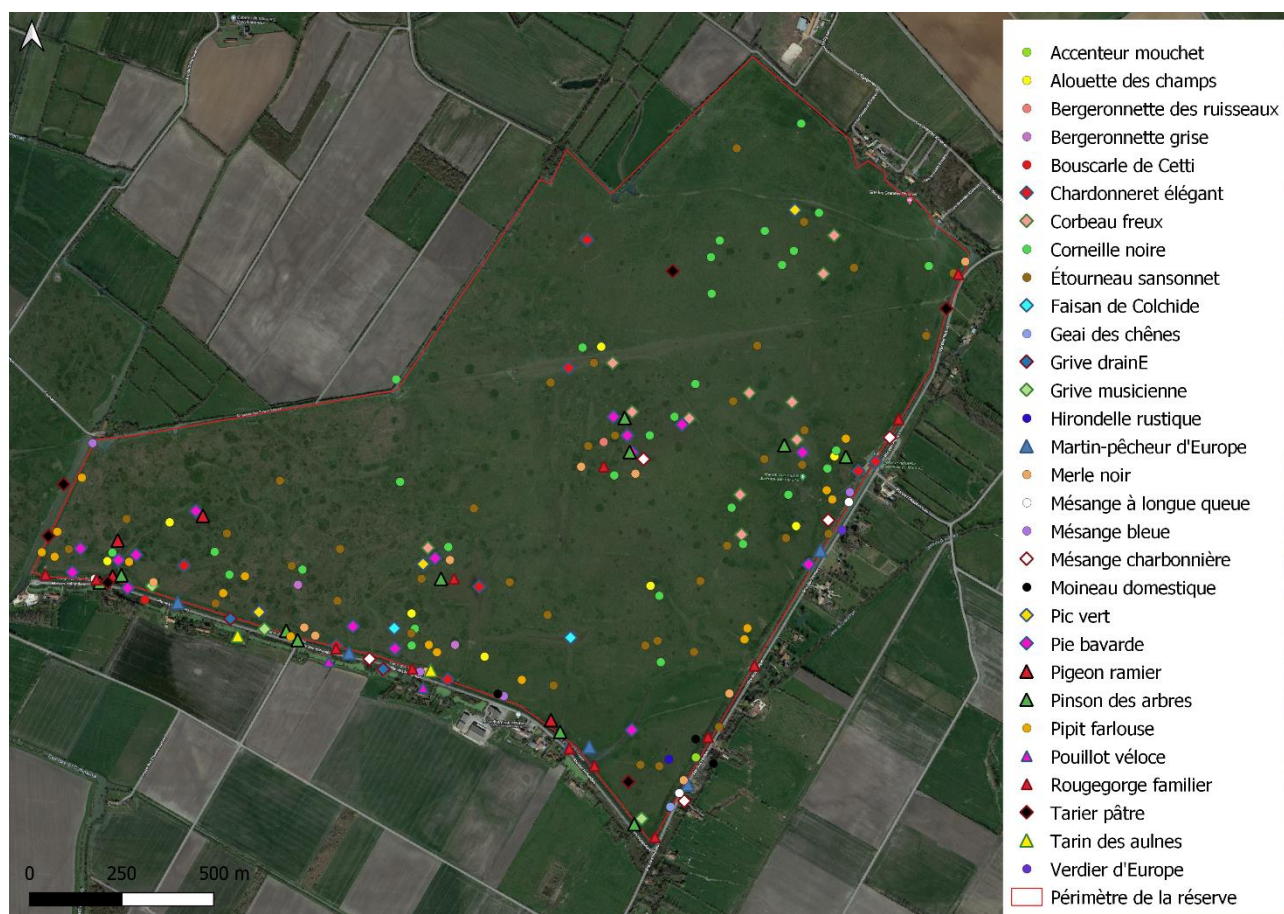 Accenteur mouchet
Alouette des champs
Bergeronnette des ruisseaux
Bergeronnette grise
Bouscarle de Cetti
Chardonneret élégant
Corbeau freux
Corneille noire
Étourneau sansonnet
Faisan de Colchide
Geai des chênes
Grive drainE
Grive musicienne
Hirondelle rustique
Martin-pêcheur d'Europe
Merle noir
Mésange à longue queue
Mésange bleue
Mésange charbonnière
Moineau domestique
Pic vert
Pie bavarde
Pigeon ramier
Pinson des arbres
Pipit farlouse
Pouillot véloce
Rougegorge familier
Tarier pâtre
Tarin des aulnes
Verdier d'Europe
Périmètre de la réserve
0 250 500 m